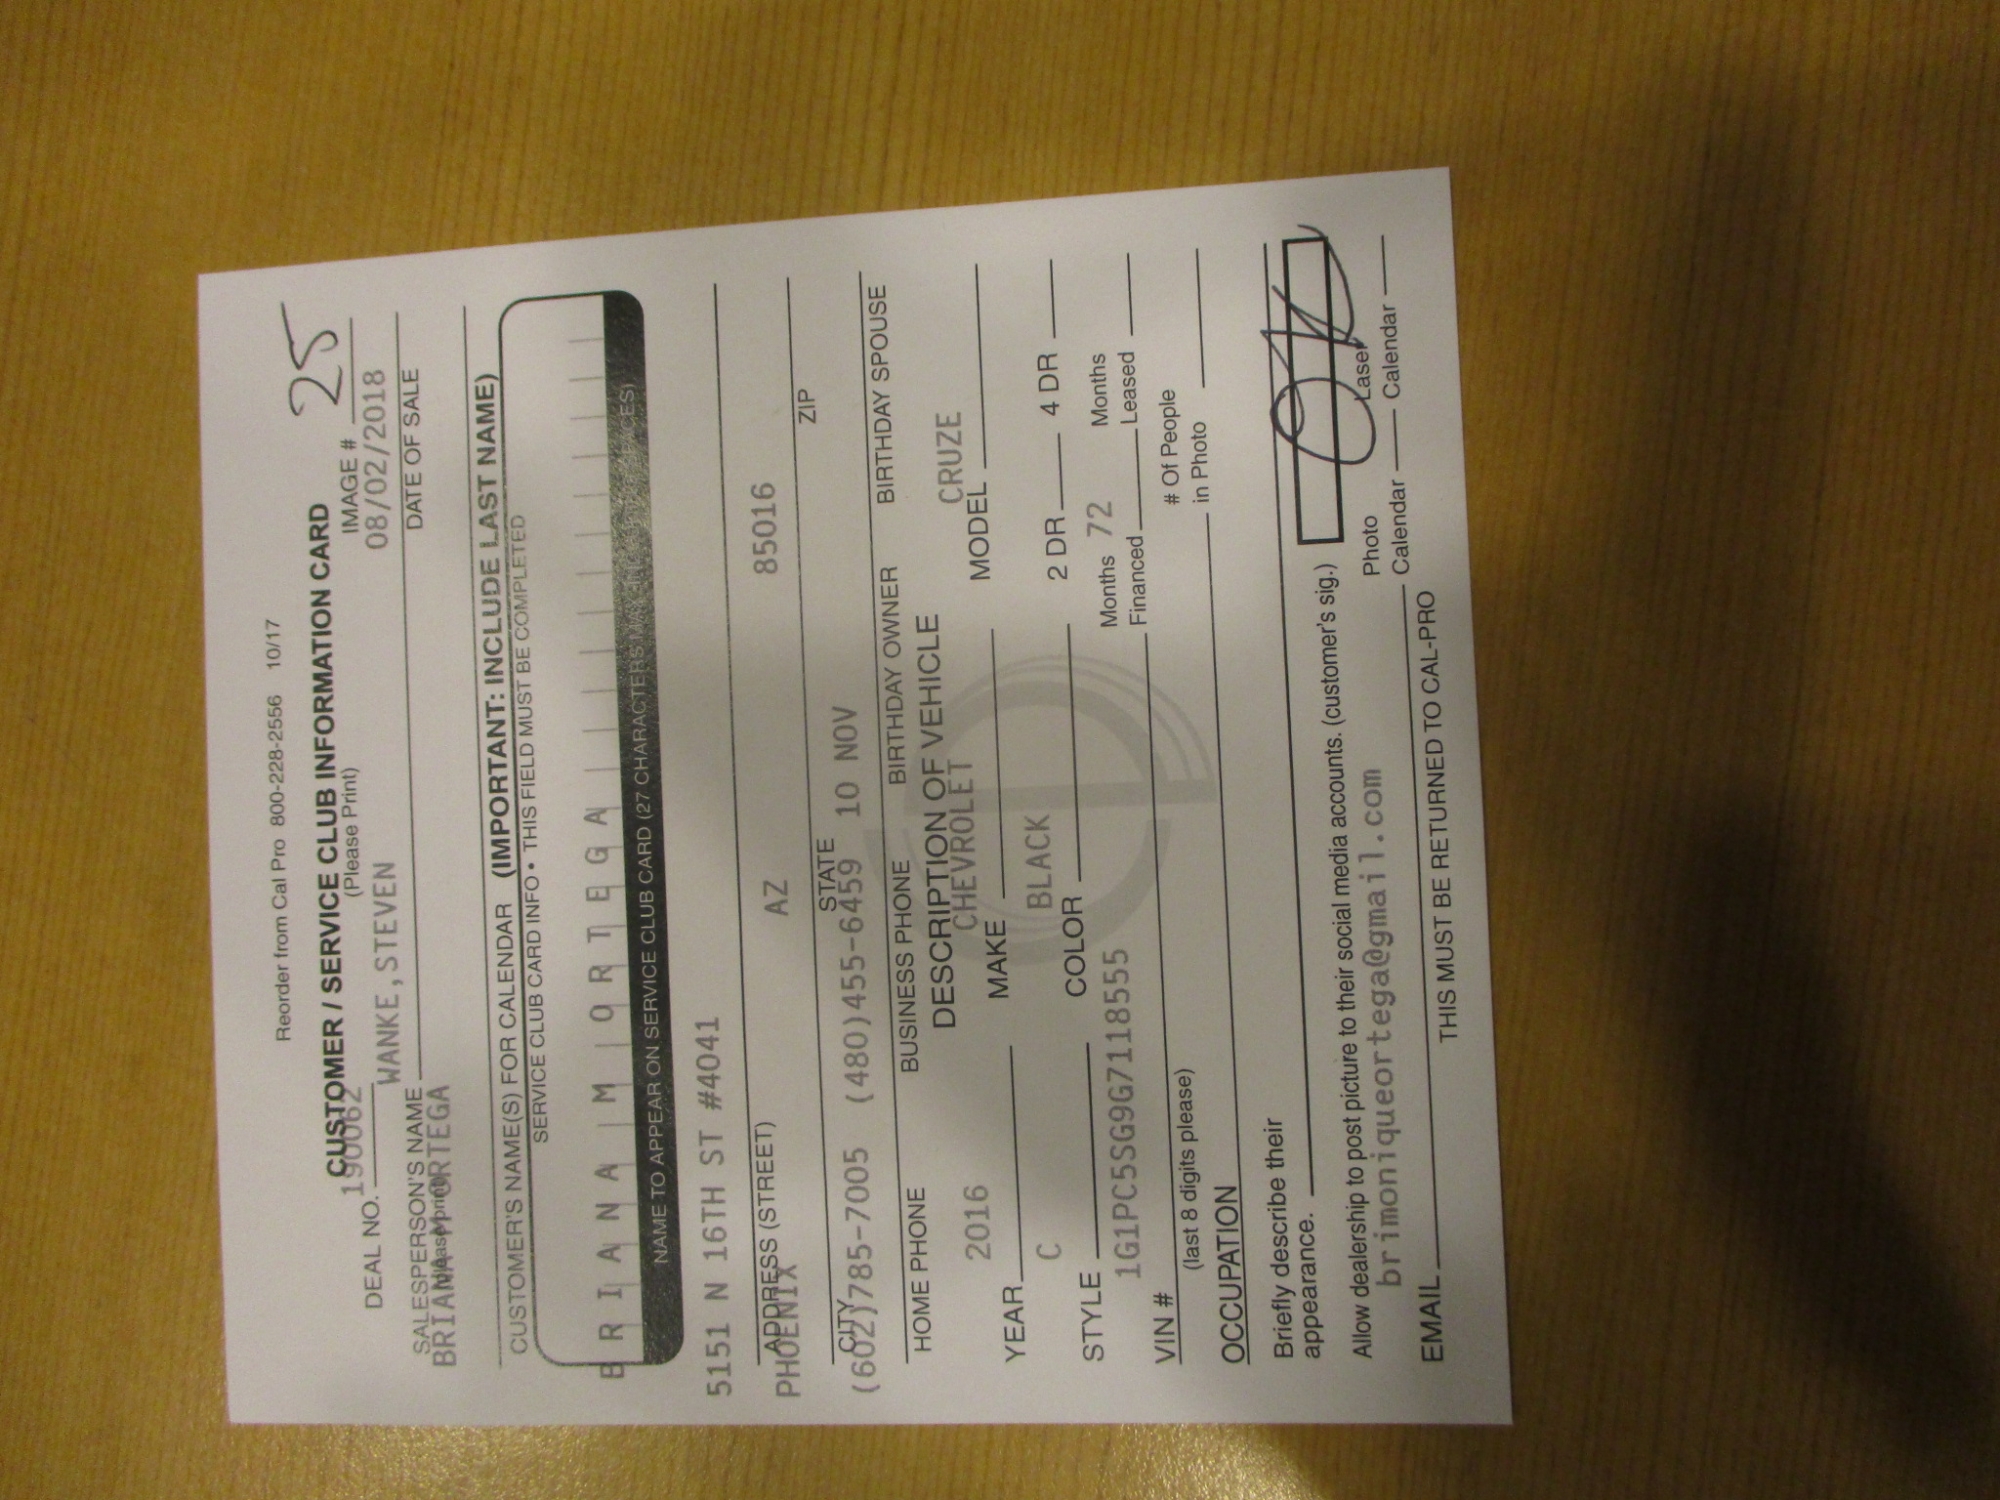 Reorder from Cal Pro 800-228-2556 10/17
CUSTOMER / SERVICE CLUB INFORMATION CARD
(Please Print)
DEAL NO. 190062 IMAGE # 25
WANKE,STEVEN 08/02/2018
SALESPERSON'S NAME DATE OF SALE
BRIANA M ORTEGA
CUSTOMER'S NAME(S) FOR CALENDAR (IMPORTANT: INCLUDE LAST NAME)
SERVICE CLUB CARD INFO • THIS FIELD MUST BE COMPLETED
BRIANA M ORTEGA
NAME TO APPEAR ON SERVICE CLUB CARD (27 CHARACTERS MAX INCLUDING SPACES)
5151 N 16TH ST #4041
ADDRESS (STREET)
PHOENIX AZ 85016
CITY STATE ZIP
(602)785-7005 (480)455-6459 10 NOV
HOME PHONE BUSINESS PHONE BIRTHDAY OWNER BIRTHDAY SPOUSE
DESCRIPTION OF VEHICLE
2016 CHEVROLET CRUZE
YEAR MAKE MODEL
C BLACK
STYLE COLOR 2 DR 4 DR
1G1PC5SG9G7118555 Months 72 Months
VIN # Financed Leased
(last 8 digits please) # Of People
OCCUPATION in Photo
Briefly describe their
appearance.
Allow dealership to post picture to their social media accounts. (customer's sig.)
brimoniqueortega@gmail.com Photo Laser
EMAIL Calendar Calendar
THIS MUST BE RETURNED TO CAL-PRO